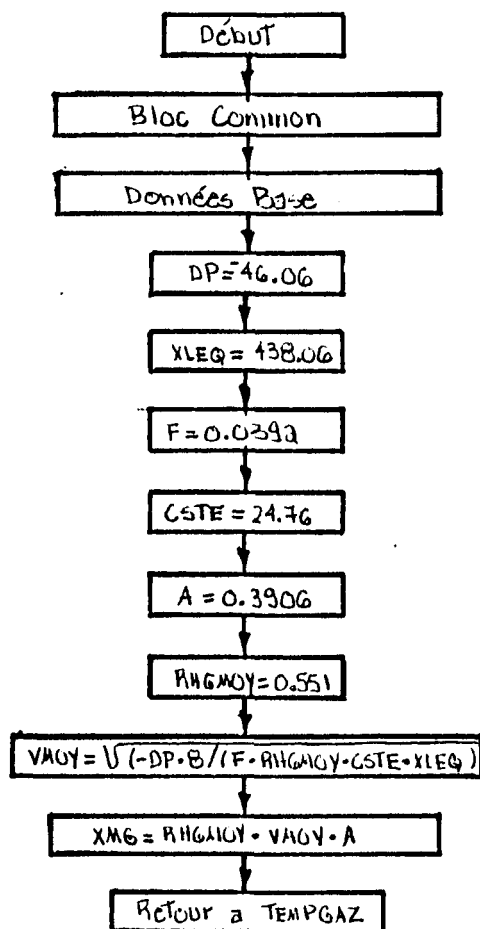 Début
Bloc Common
Données Base
DP=-46.06
XLEQ = 438.06
F = 0.0392
CSTE = 24.76
A = 0.3906
RHGMOY = 0.551
VMOY = √(-DP·8/(F·RHGMOY·CSTE·XLEQ)
XMG = RHGMOY · VMOY · A
Retour a TEMPGAZ